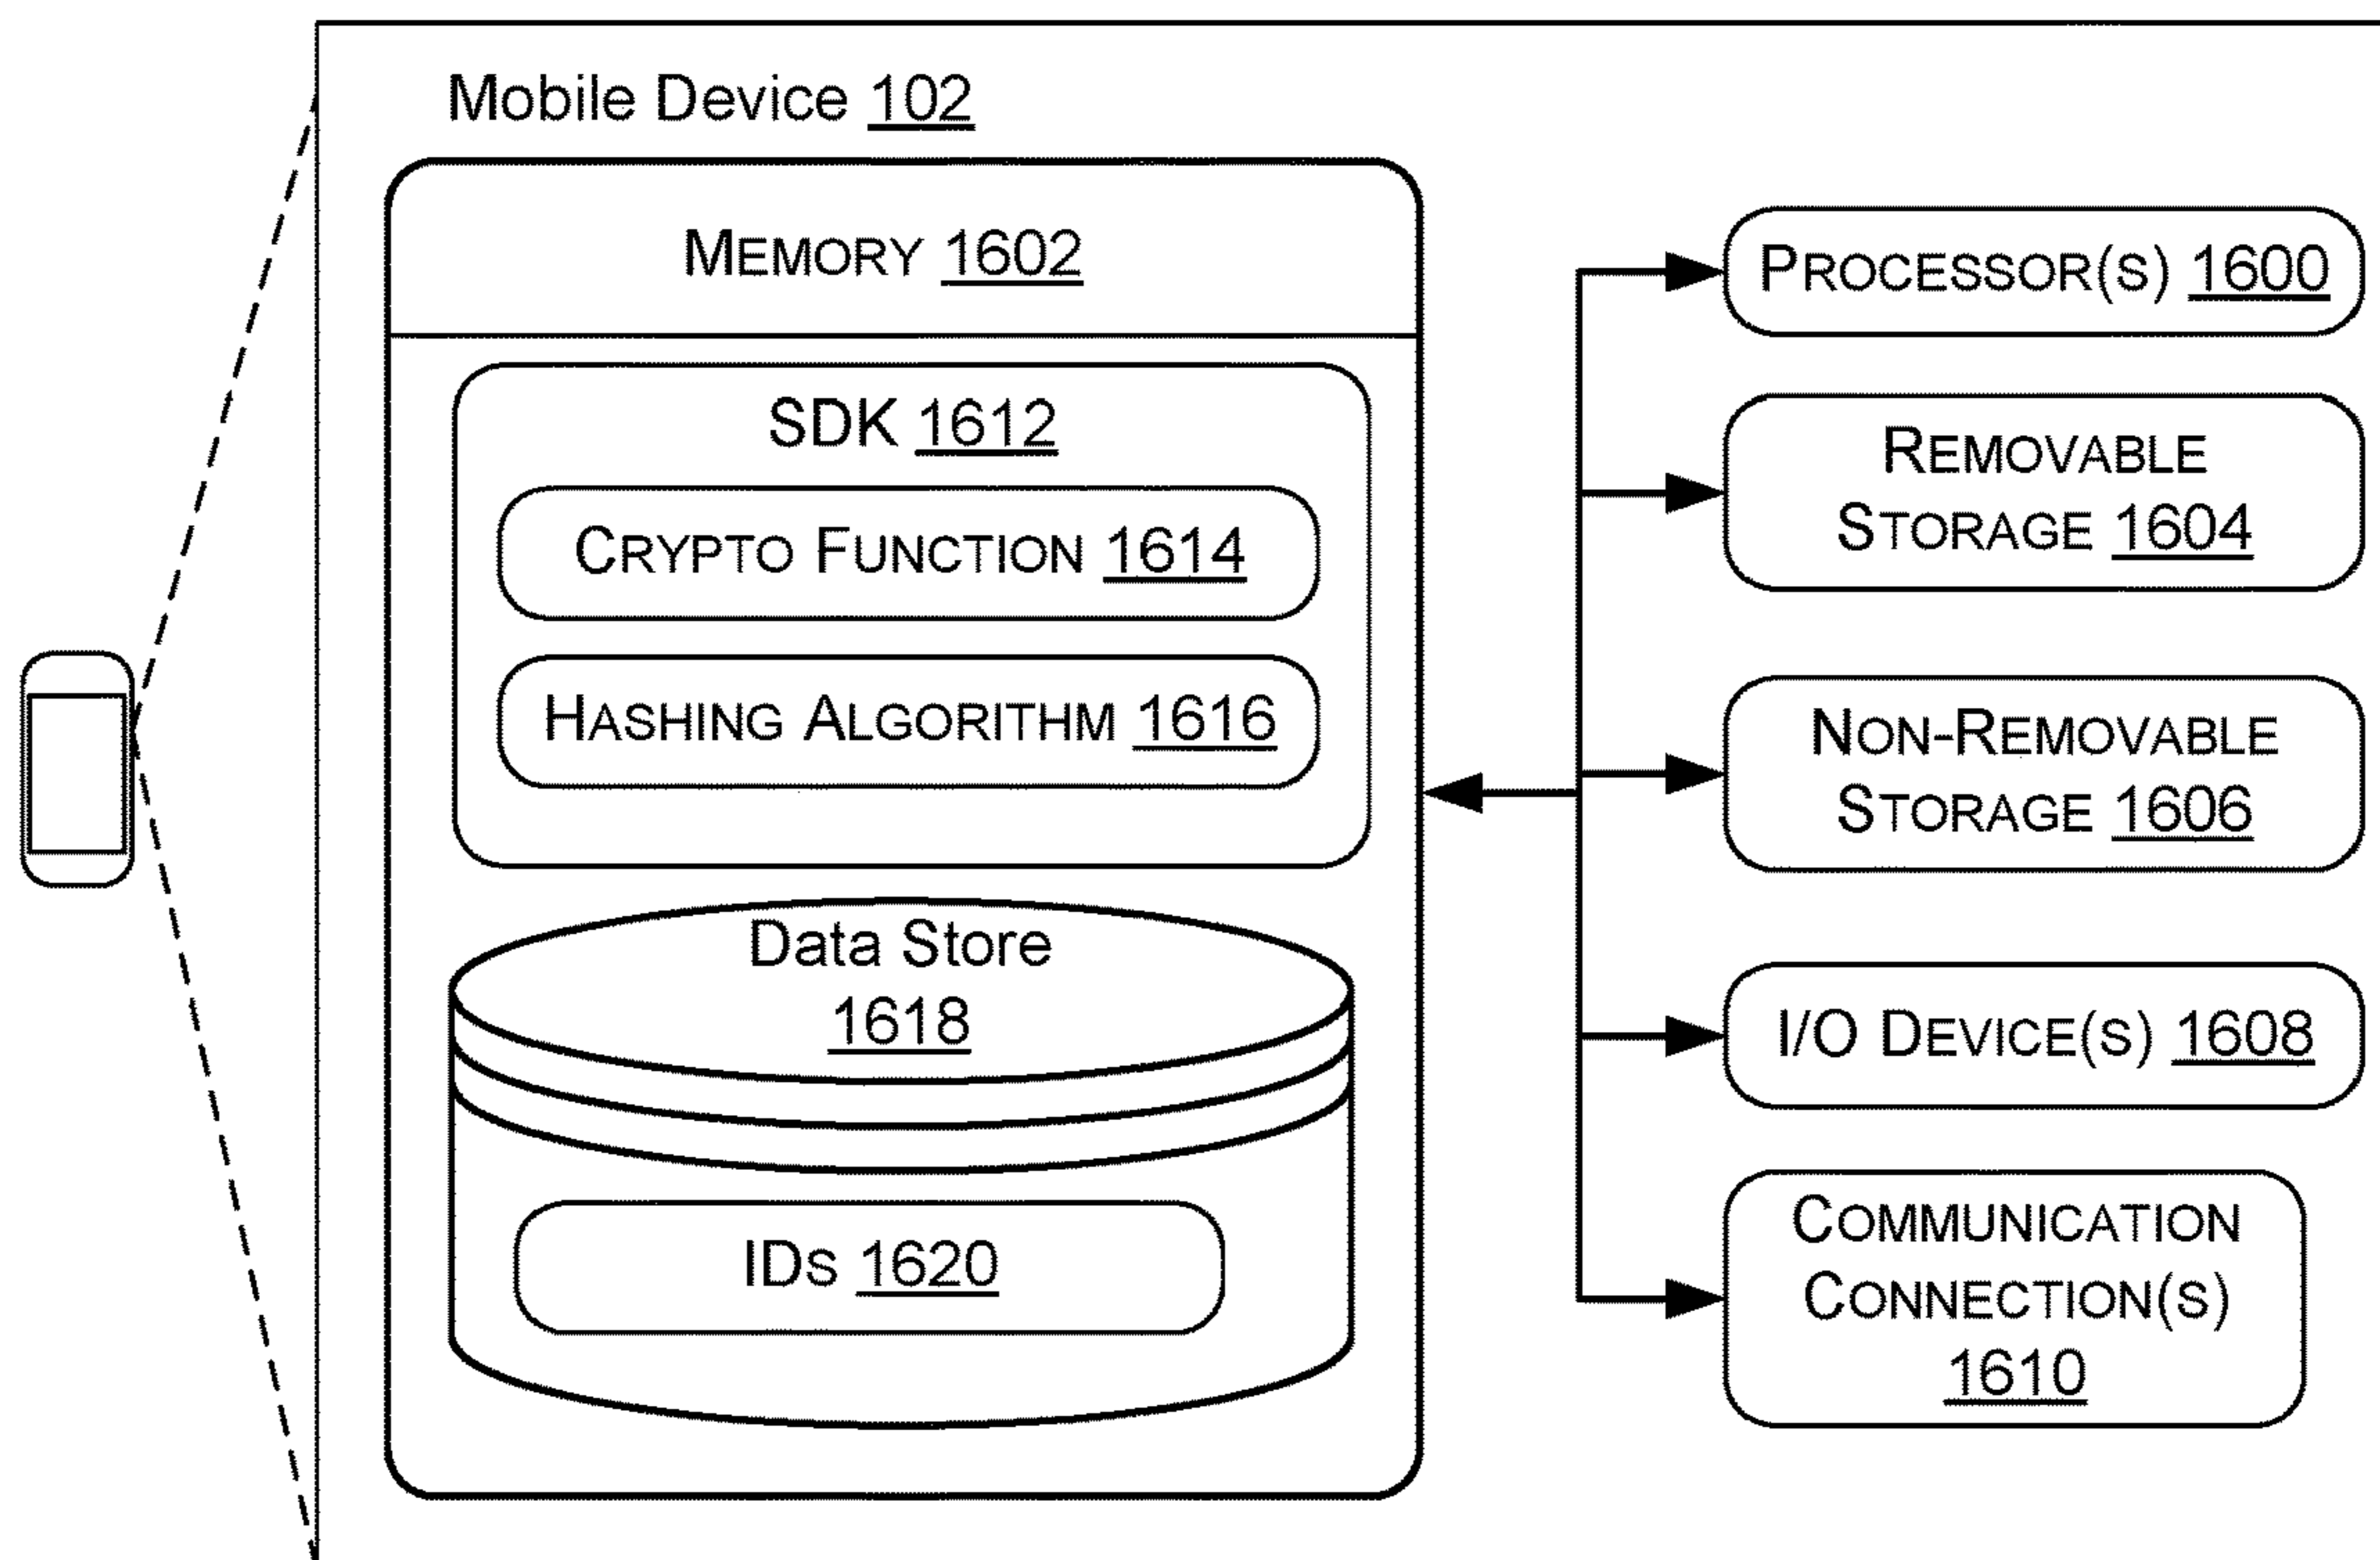 Mobile Device 102
MEMORY 1602
SDK 1612
CRYPTO FUNCTION 1614
HASHING ALGORITHM 1616
Data Store
1618
IDS 1620
PROCESSOR(S) 1600
REMOVABLE
STORAGE 1604
NON-REMOVABLE
STORAGE 1606
I/O DEVICE(S) 1608
COMMUNICATION
CONNECTION(S)
1610